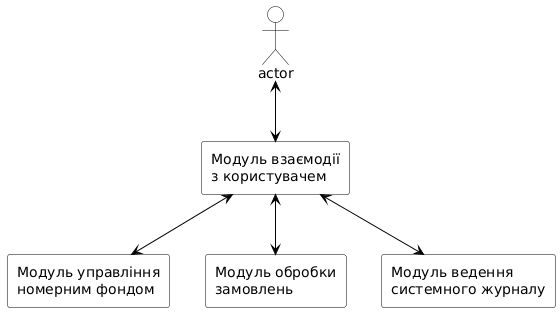 actor
Модуль взаємодії
з користувачем
Модуль управління
номерним фондом
Модуль обробки
замовлень
Модуль ведення
системного журналу